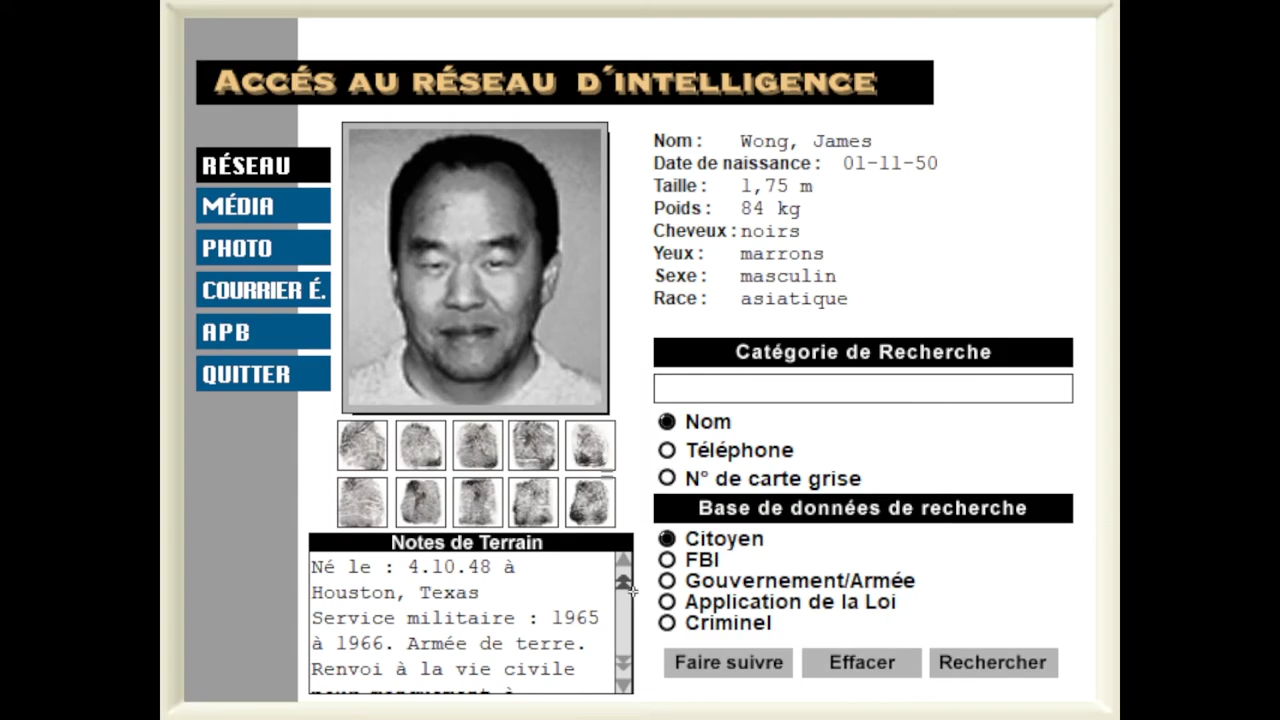 ACCÉS AU RÉSEAU D´INTELLIGENCE
RÉSEAU
MÉDIA
PHOTO
COURRIER É.
APB
QUITTER
Nom : Wong, James
Date de naissance : 01-11-50
Taille : 1,75 m
Poids : 84 kg
Cheveux : noirs
Yeux : marrons
Sexe : masculin
Race : asiatique
Catégorie de Recherche
Nom
Téléphone
N° de carte grise
Base de données de recherche
Citoyen
FBI
Gouvernement/Armée
Application de la Loi
Criminel
Faire suivre Effacer Rechercher
Notes de Terrain
Né le : 4.10.48 à
Houston, Texas
Service militaire : 1965
à 1966. Armée de terre.
Renvoi à la vie civile